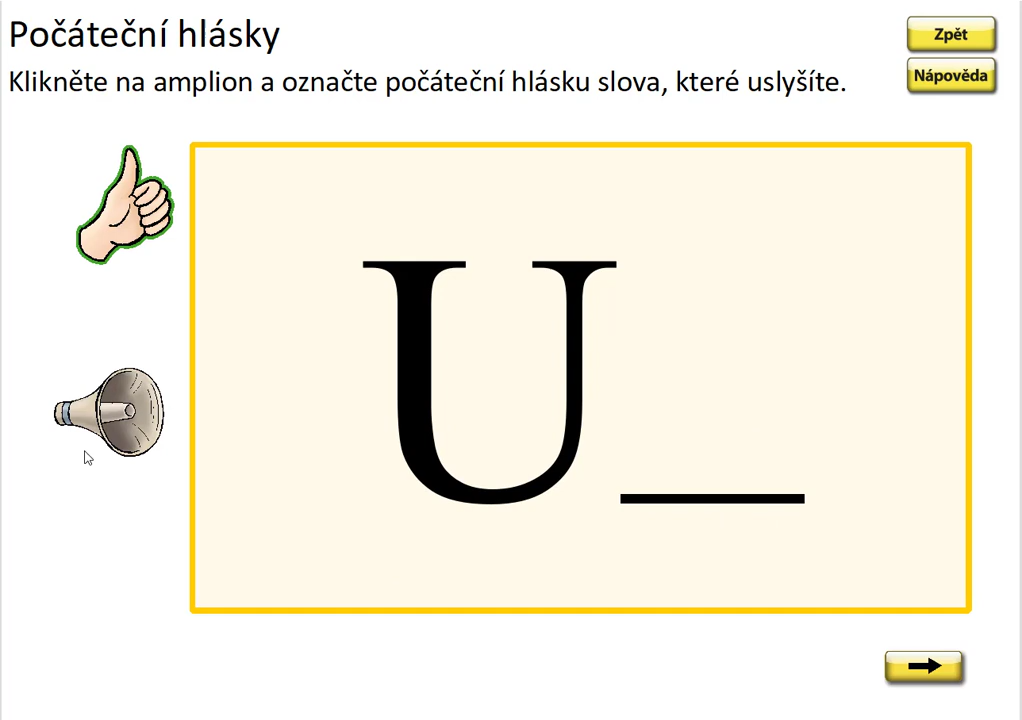 Počáteční hlásky
Zpět
Klikněte na amplion a označte počáteční hlásku slova, které uslyšíte.
Nápověda
U_